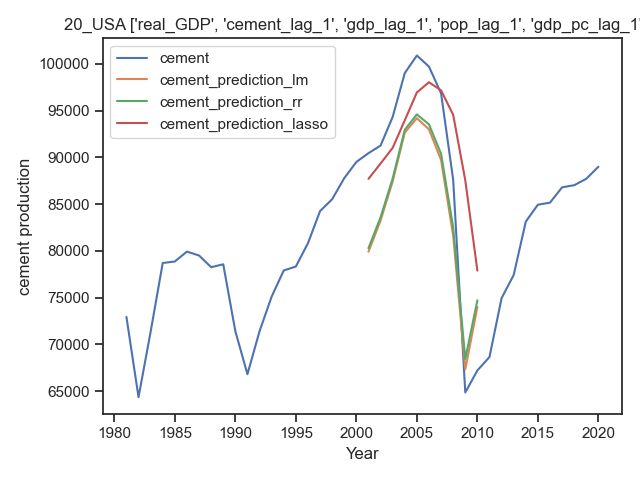 20_USA ['real_GDP', 'cement_lag_1', 'gdp_lag_1', 'pop_lag_1', 'gdp_pc_lag_1'
cement
cement_prediction_lm
cement_prediction_rr
cement_prediction_lasso
100000
95000
90000
85000
80000
75000
70000
65000
cement production
1980 1985 1990 1995 2000 2005 2010 2015 2020
Year